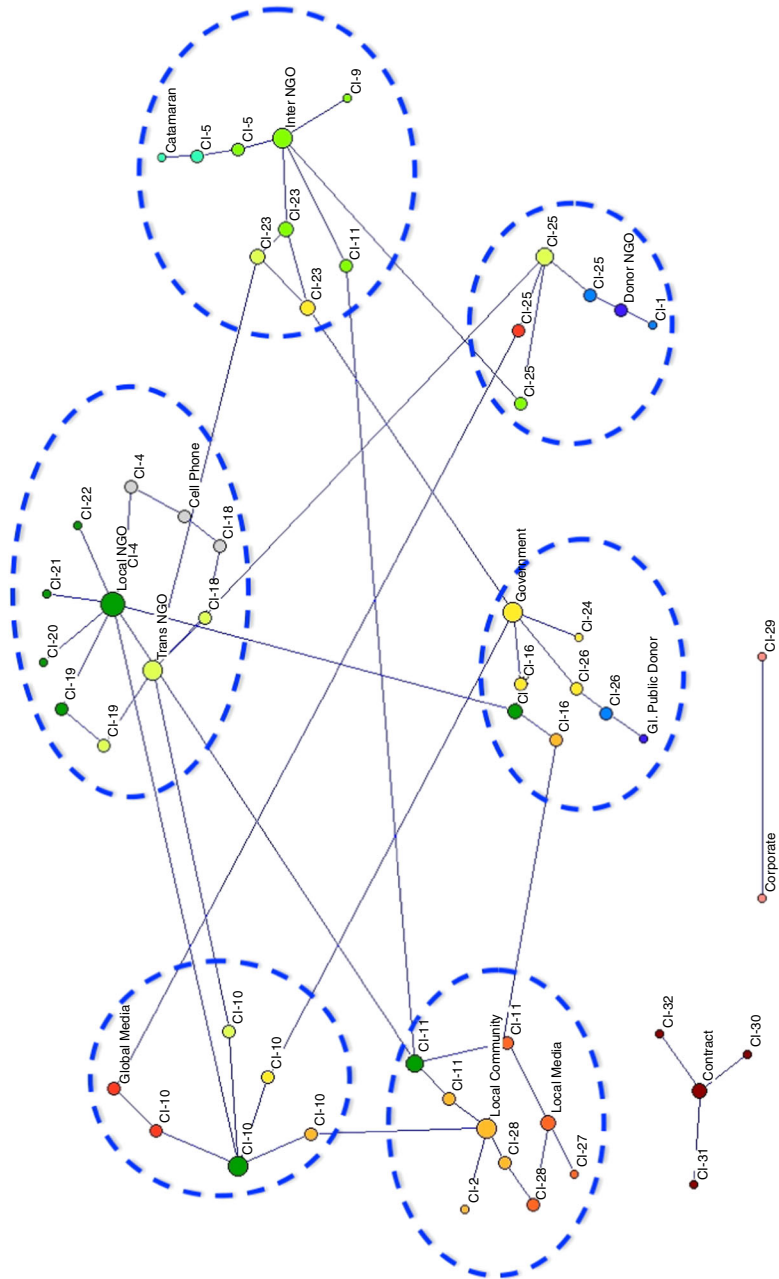 Global Media
CI-10
CI-10
CI-10
CI-10
CI-10
CI-21
CI-20
CI-22
CI-19
CI-19
Local NGO
CI-4
CI-4
Trans NGO
Cell Phone
CI-18
CI-18
Catamaran
CI-5
CI-5
Inter NGO
CI-9
CI-23
CI-23
CI-23
CI-11
CI-11
CI-11
CI-11
Local Community
CI-2
CI-28
CI-28
Local Media
CI-27
Government
CI-16
CI-16
CI-24
CI-26
CI-26
Gl. Public Donor
CI-25
CI-25
CI-25
CI-25
Donor NGO
CI-1
CI-32
Contract
CI-31
CI-30
Corporate
CI-29